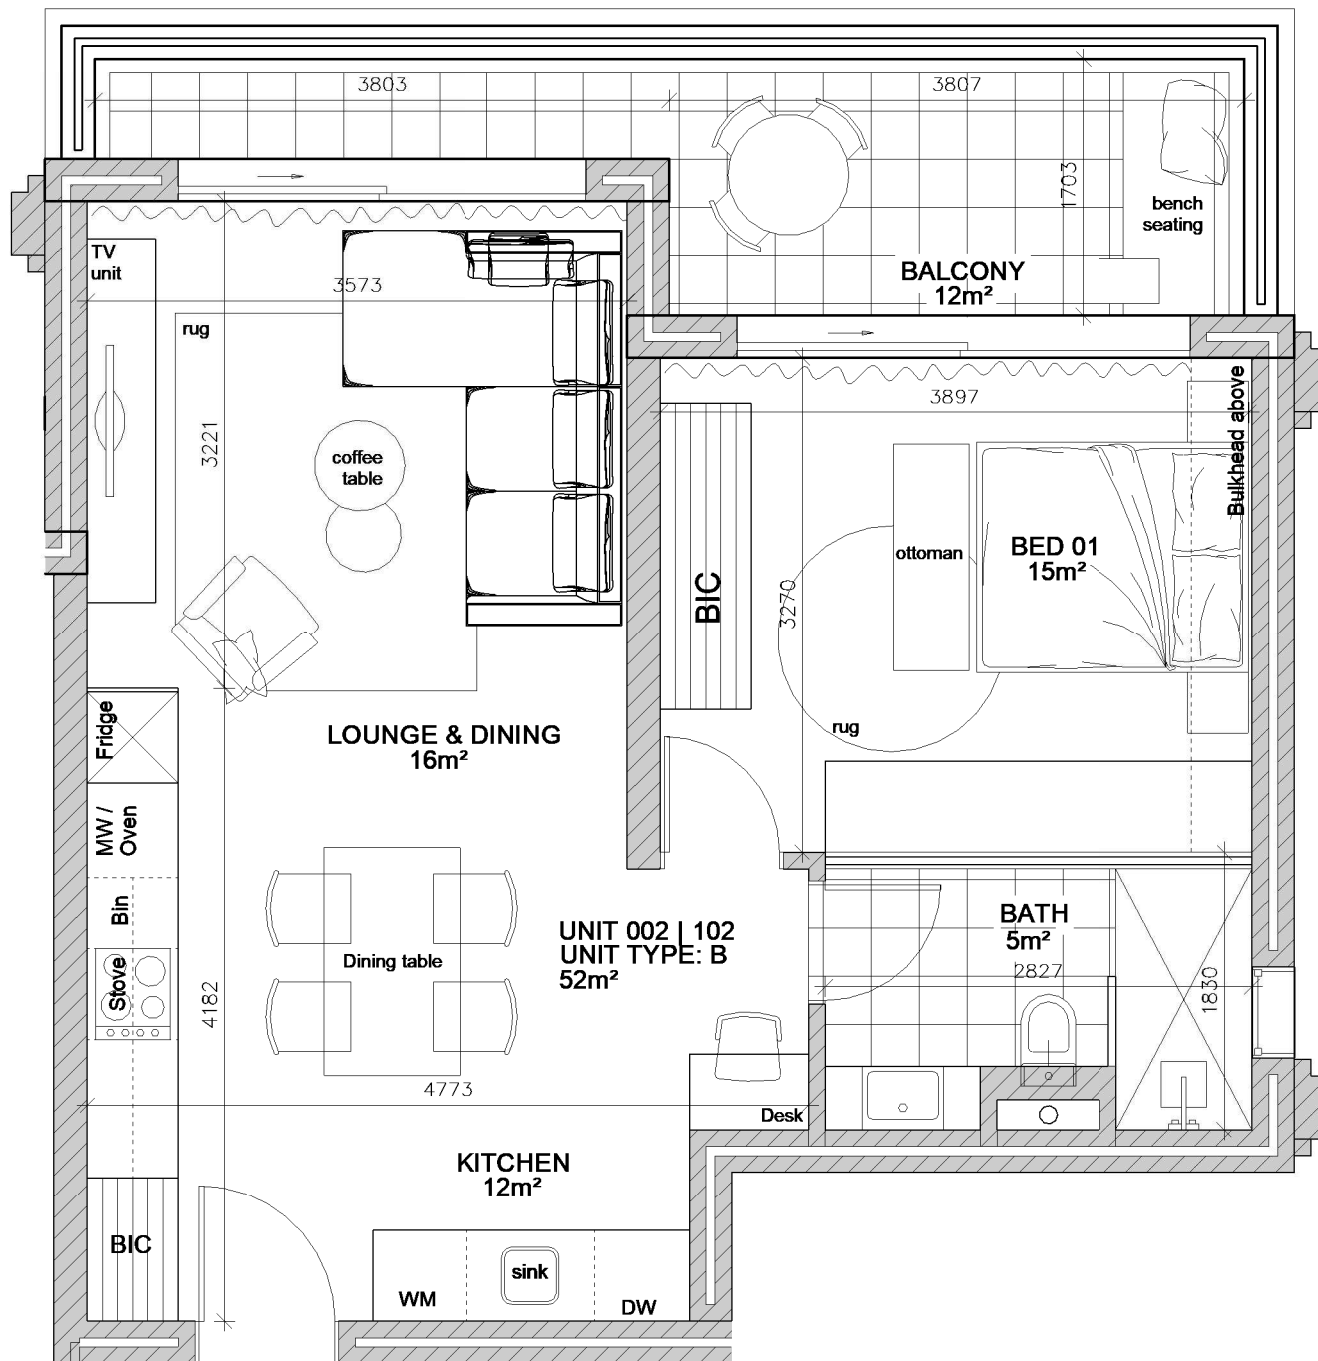 3803
3807
1703
bench
seating
BALCONY
12m²
TV
unit
3573
rug
3221
coffee
table
3897
Bulkhead above
BIC
ottoman
BED 01
15m²
3270
rug
Fridge
LOUNGE & DINING
16m²
MW /
Oven
Bin
Stove
Dining table
4182
UNIT 002 | 102
UNIT TYPE: B
52m²
BATH
5m²
2827
1830
4773
Desk
KITCHEN
12m²
BIC
WM
sink
DW